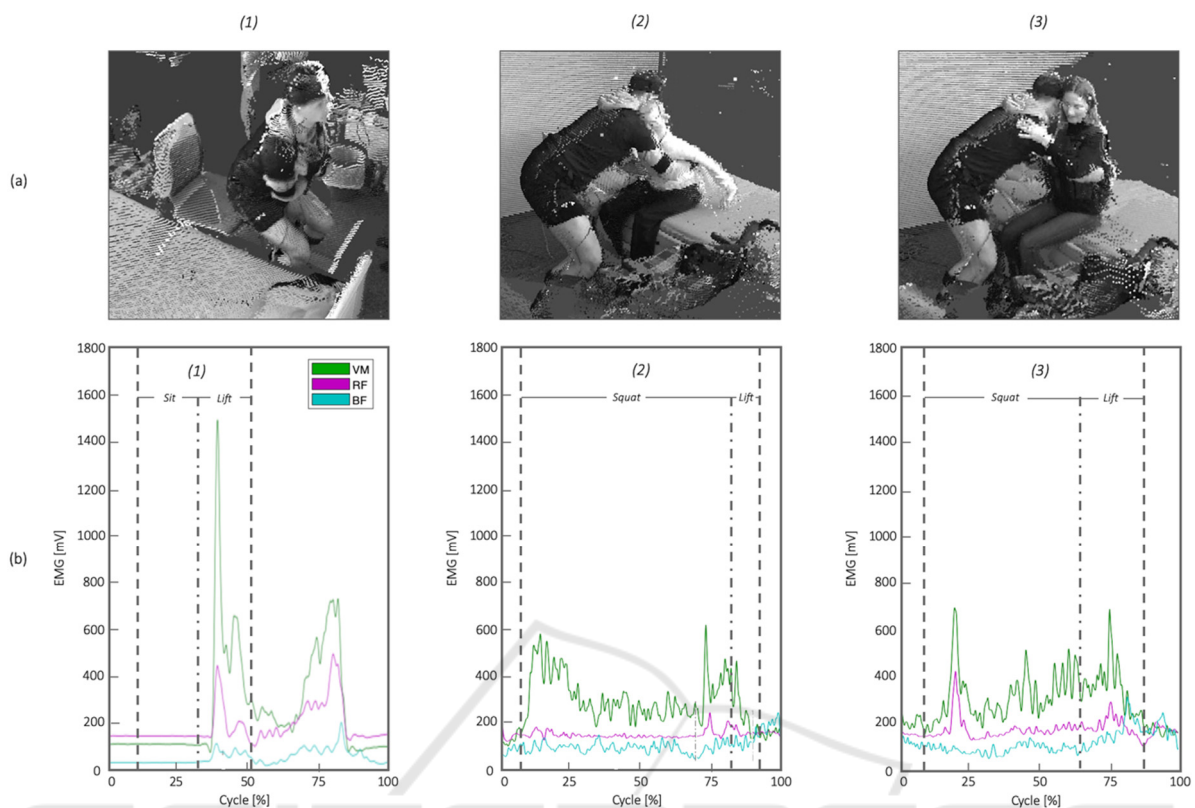 (1) (2) (3)
(a)
(1) (2) (3)
VM
RF
BF
Sit Lift Squat Lift Squat Lift
(b)
EMG [mV] EMG [mV] EMG [mV]
1800 1800 1800
1600 1600 1600
1400 1400 1400
1200 1200 1200
1000 1000 1000
800 800 800
600 600 600
400 400 400
200 200 200
0 0 0
0 25 50 75 100 0 25 50 75 100 0 25 50 75 100
Cycle [%] Cycle [%] Cycle [%]